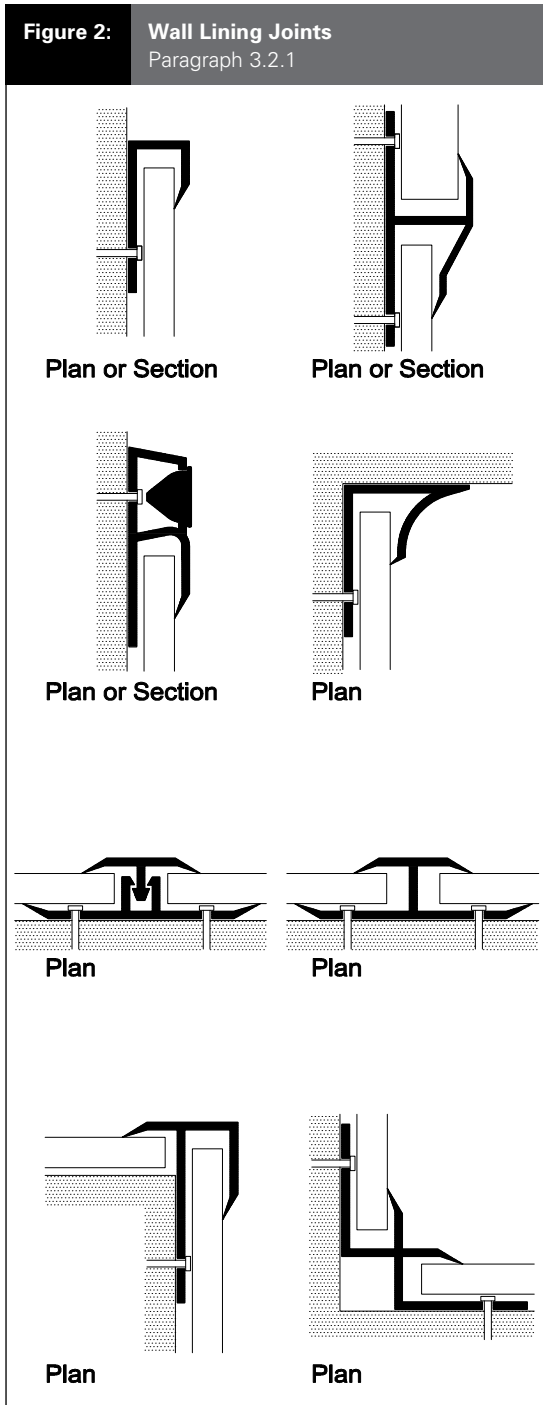 Figure 2: Wall Lining Joints
Paragraph 3.2.1
Plan or Section Plan or Section
Plan or Section Plan
Plan Plan
Plan Plan